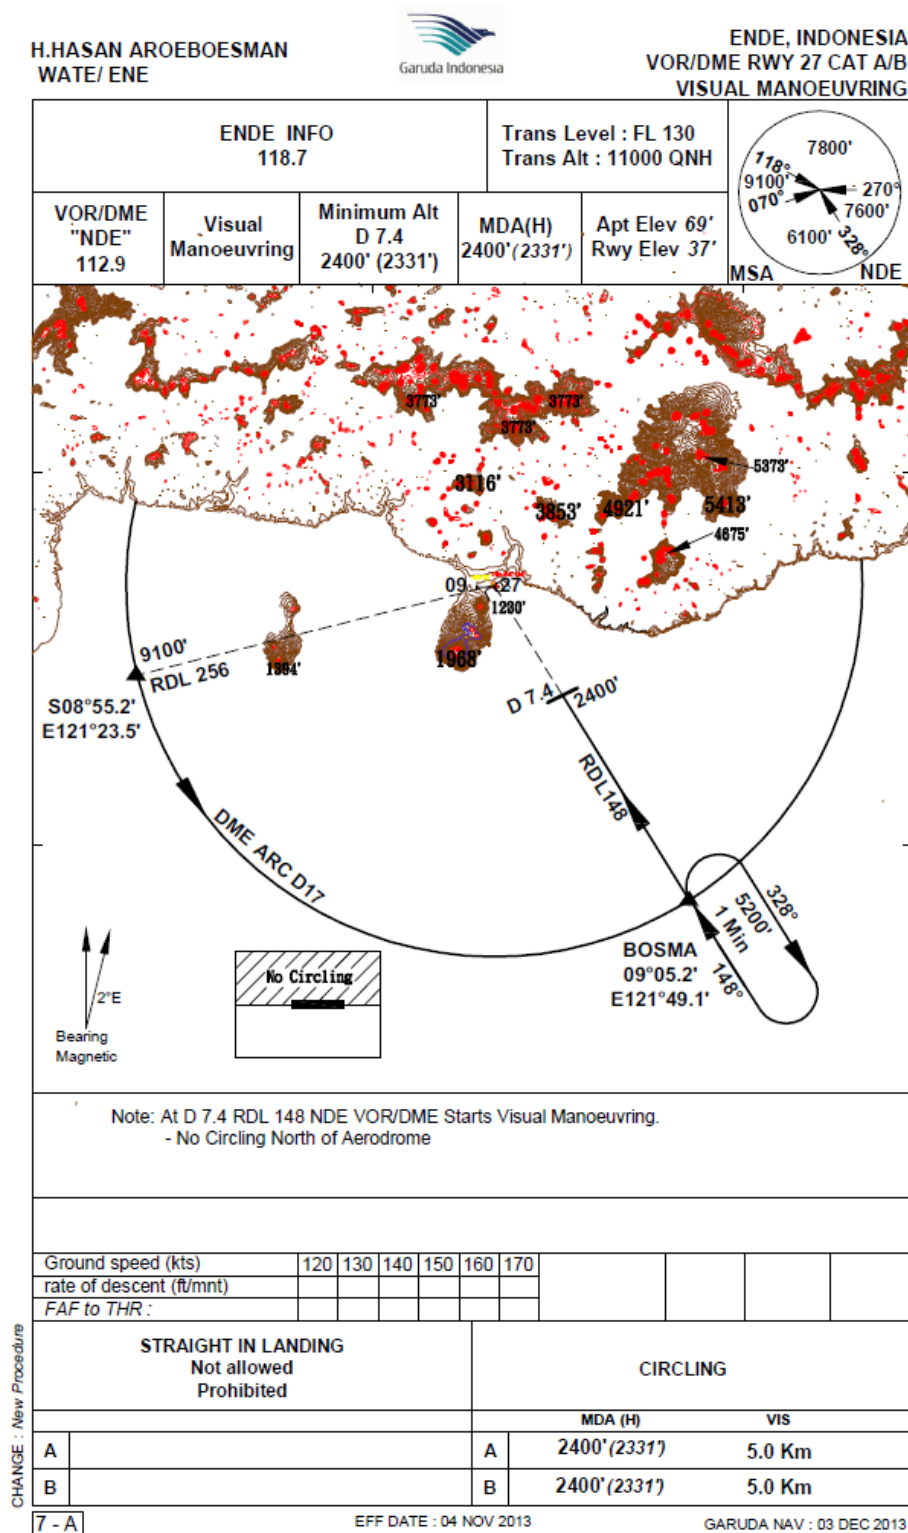 H.HASAN AROEBOESMAN
WATE/ ENE
Garuda Indonesia
ENDE, INDONESIA
VOR/DME RWY 27 CAT A/B
VISUAL MANOEUVRING
ENDE INFO
118.7
Trans Level : FL 130
Trans Alt : 11000 QNH
VOR/DME
"NDE"
112.9
Visual
Manoeuvring
Minimum Alt
D 7.4
2400' (2331')
MDA(H)
2400'(2331')
Apt Elev 69'
Rwy Elev 37'
7800'
118°
9100'
070°
270°
7600'
328°
6100'
MSA
NDE
3773'
3773'
3773'
5373'
3116'
3853'
4921'
5413'
4675'
09
27
1230'
9100'
RDL 256
1394'
1968'
S08°55.2'
E121°23.5'
D 7.4
2400'
RDL148
DME ARC D17
328°
5200'
1 Min
148°
BOSMA
09°05.2'
E121°49.1'
2°E
Bearing
Magnetic
No Circling
Note: At D 7.4 RDL 148 NDE VOR/DME Starts Visual Manoeuvring.
- No Circling North of Aerodrome
Ground speed (kts) 120 130 140 150 160 170
rate of descent (ft/mnt)
FAF to THR :
STRAIGHT IN LANDING
Not allowed
Prohibited
CIRCLING
MDA (H) VIS
A A 2400'(2331') 5.0 Km
B B 2400'(2331') 5.0 Km
CHANGE : New Procedure
7 - A
EFF DATE : 04 NOV 2013
GARUDA NAV : 03 DEC 2013